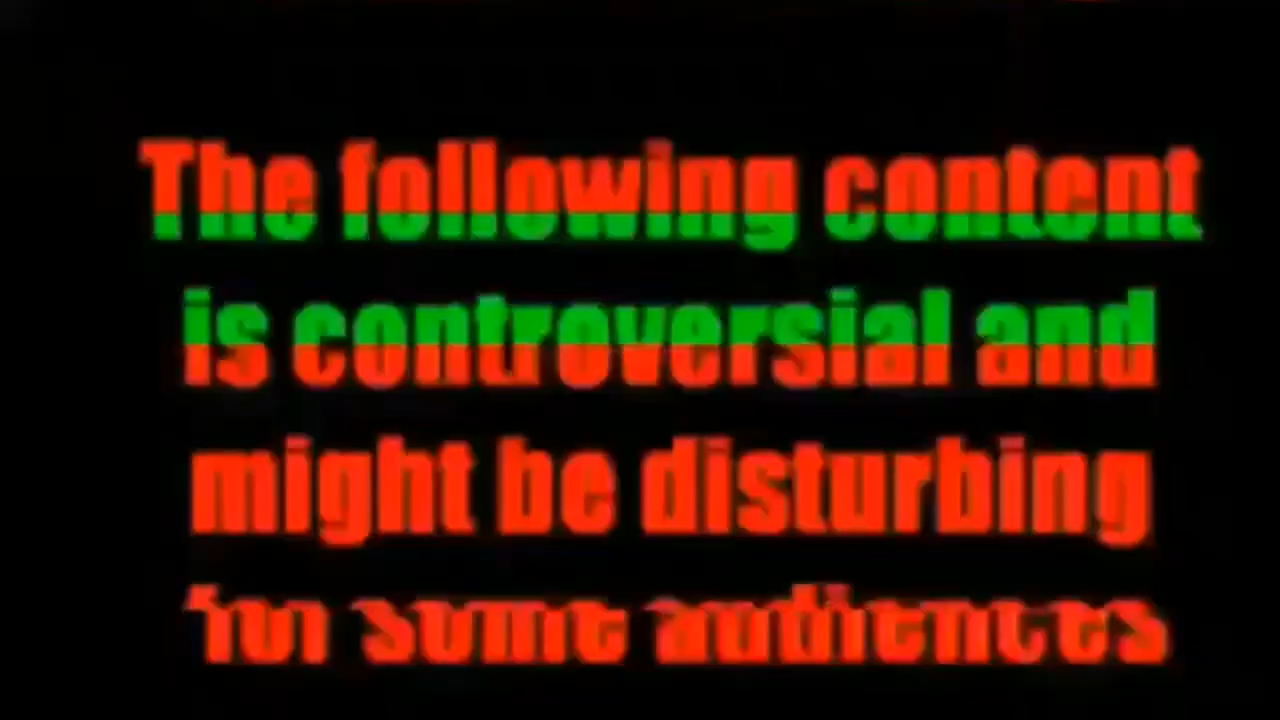 The following content
is controversial and
might be disturbing
for some audiences